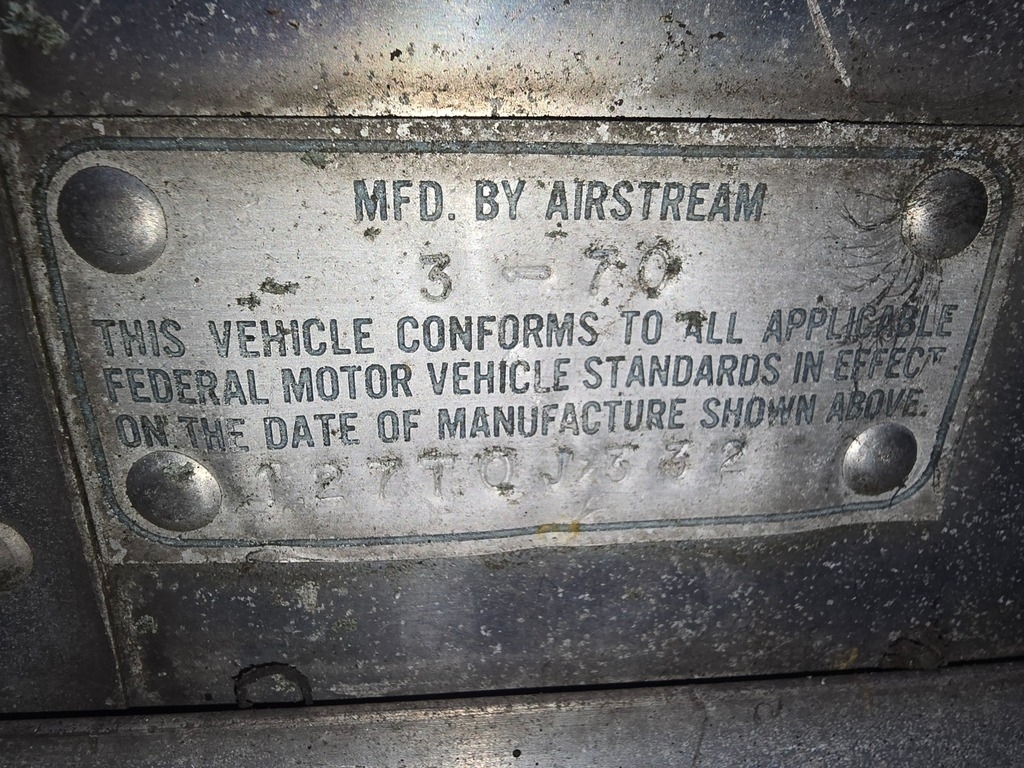 MFD. BY AIRSTREAM
3 - 70
THIS VEHICLE CONFORMS TO ALL APPLICABLE
FEDERAL MOTOR VEHICLE STANDARDS IN EFFECT
ON THE DATE OF MANUFACTURE SHOWN ABOVE.
127TOJ332